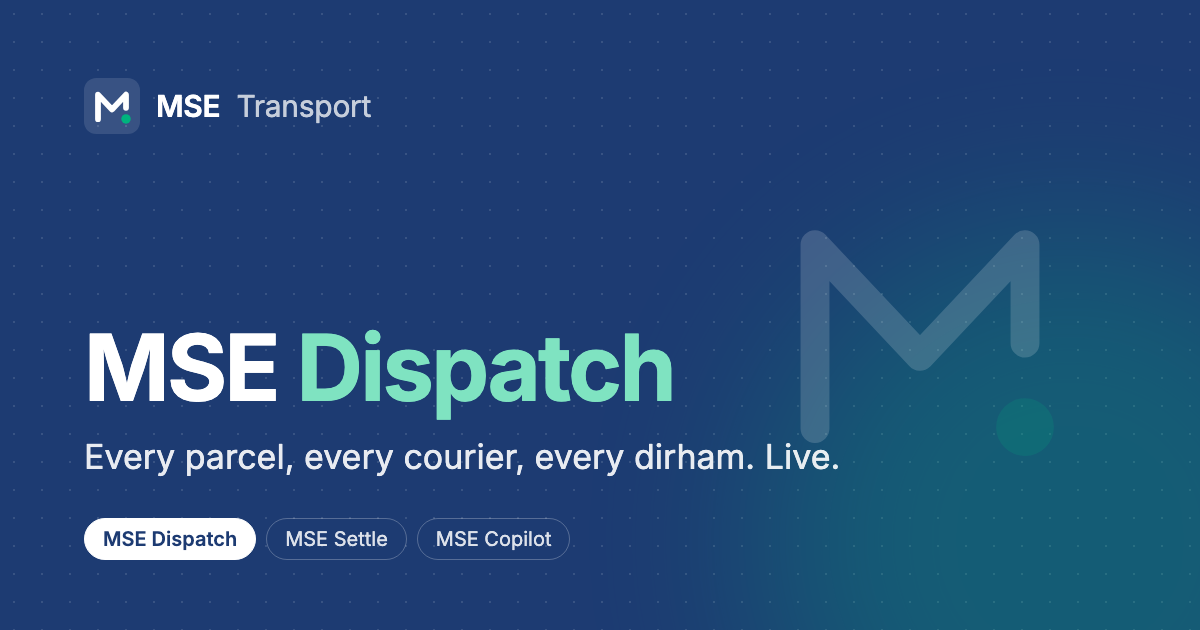 MSE Transport
MSE Dispatch
Every parcel, every courier, every dirham. Live.
MSE Dispatch MSE Settle MSE Copilot